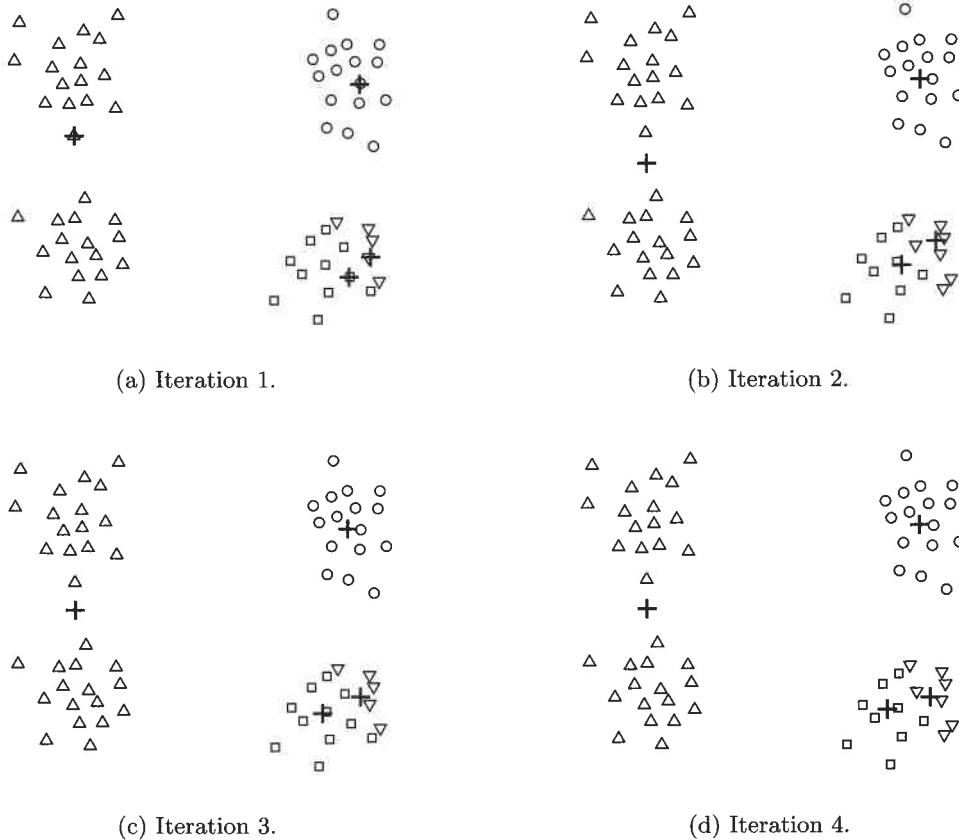 (a) Iteration 1.
(b) Iteration 2.
(c) Iteration 3.
(d) Iteration 4.